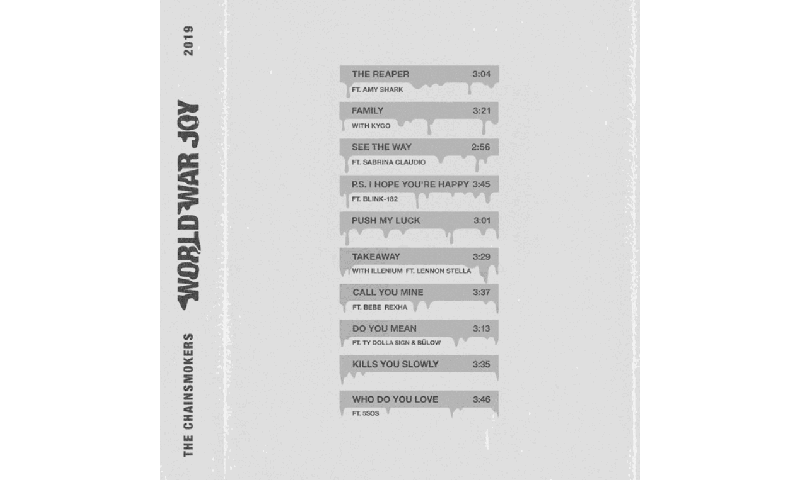 2019
WORLD WAR JOY
THE CHAINSMOKERS
THE REAPER 3:04
FT. AMY SHARK
FAMILY 3:21
WITH KYGO
SEE THE WAY 2:56
FT. SABRINA CLAUDIO
P.S. I HOPE YOU'RE HAPPY 3:45
FT. BLINK-182
PUSH MY LUCK 3:01
TAKEAWAY 3:29
WITH ILLENIUM FT. LENNON STELLA
CALL YOU MINE 3:37
FT. BEBE REXHA
DO YOU MEAN 3:13
FT. TY DOLLA SIGN & BÜLOW
KILLS YOU SLOWLY 3:35
WHO DO YOU LOVE 3:46
FT. 5SOS